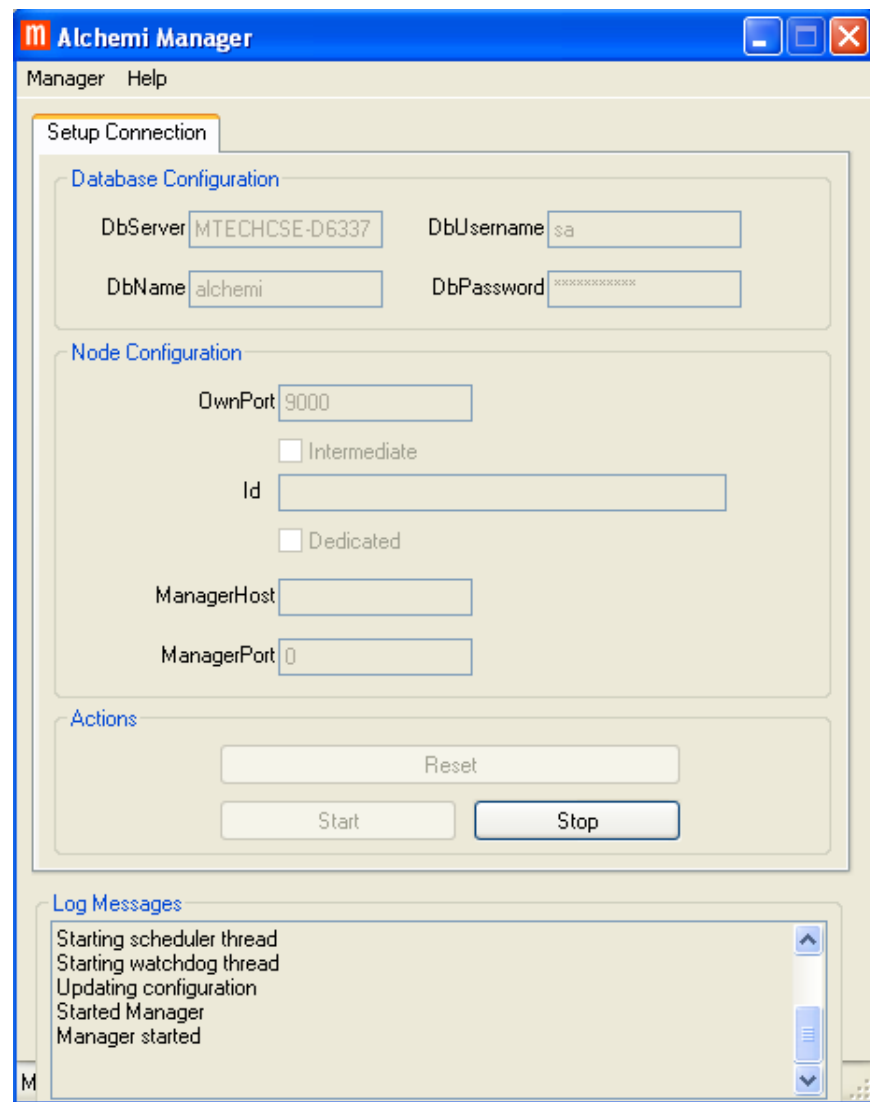 m Alchemi Manager
Manager Help
Setup Connection
Database Configuration
DbServer MTECHCSE-D6337 DbUsername sa
DbName alchemi DbPassword ***********
Node Configuration
OwnPort 9000
Intermediate
Id
Dedicated
ManagerHost
ManagerPort 0
Actions
Reset
Start Stop
Log Messages
Starting scheduler thread
Starting watchdog thread
Updating configuration
Started Manager
Manager started
M